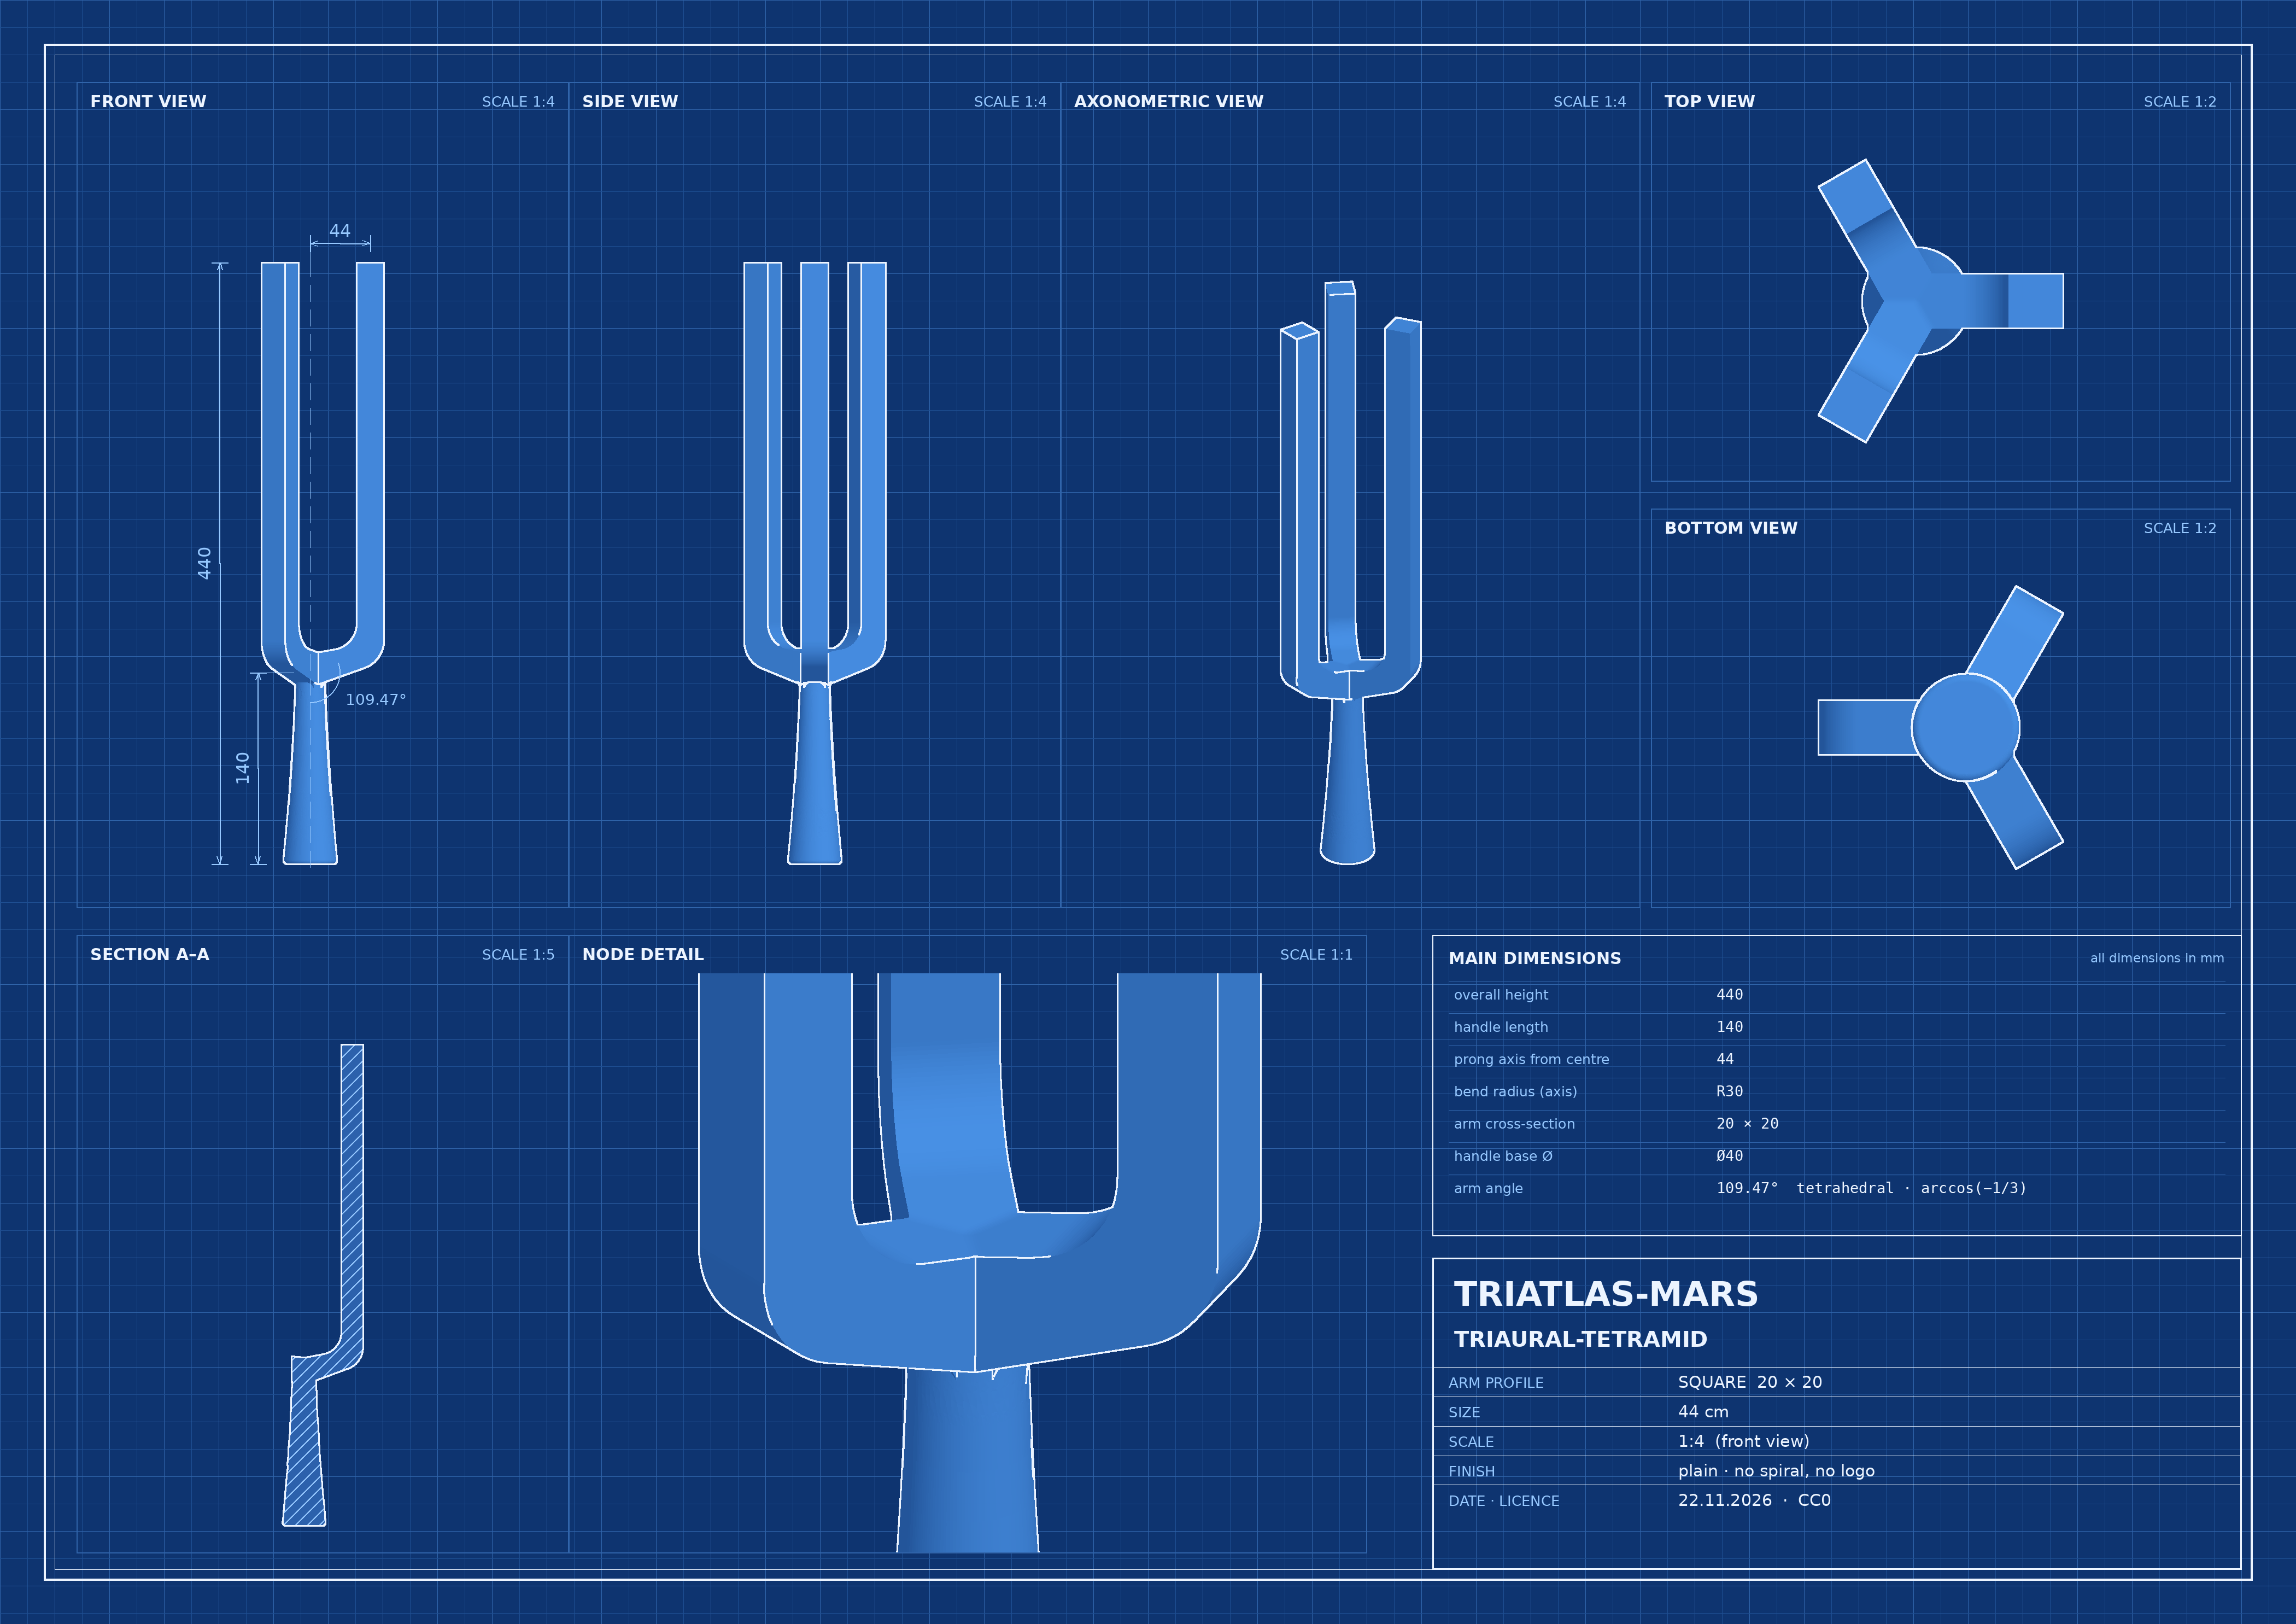 FRONT VIEW SCALE 1:4
44
440
140
109.47°
SIDE VIEW SCALE 1:4
AXONOMETRIC VIEW SCALE 1:4
TOP VIEW SCALE 1:2
BOTTOM VIEW SCALE 1:2
SECTION A–A SCALE 1:5
NODE DETAIL SCALE 1:1
MAIN DIMENSIONS all dimensions in mm
overall height 440
handle length 140
prong axis from centre 44
bend radius (axis) R30
arm cross-section 20 × 20
handle base Ø Ø40
arm angle 109.47° tetrahedral · arccos(−1/3)
TRIATLAS-MARS
TRIAURAL-TETRAMID
ARM PROFILE SQUARE 20 × 20
SIZE 44 cm
SCALE 1:4 (front view)
FINISH plain · no spiral, no logo
DATE · LICENCE 22.11.2026 · CC0